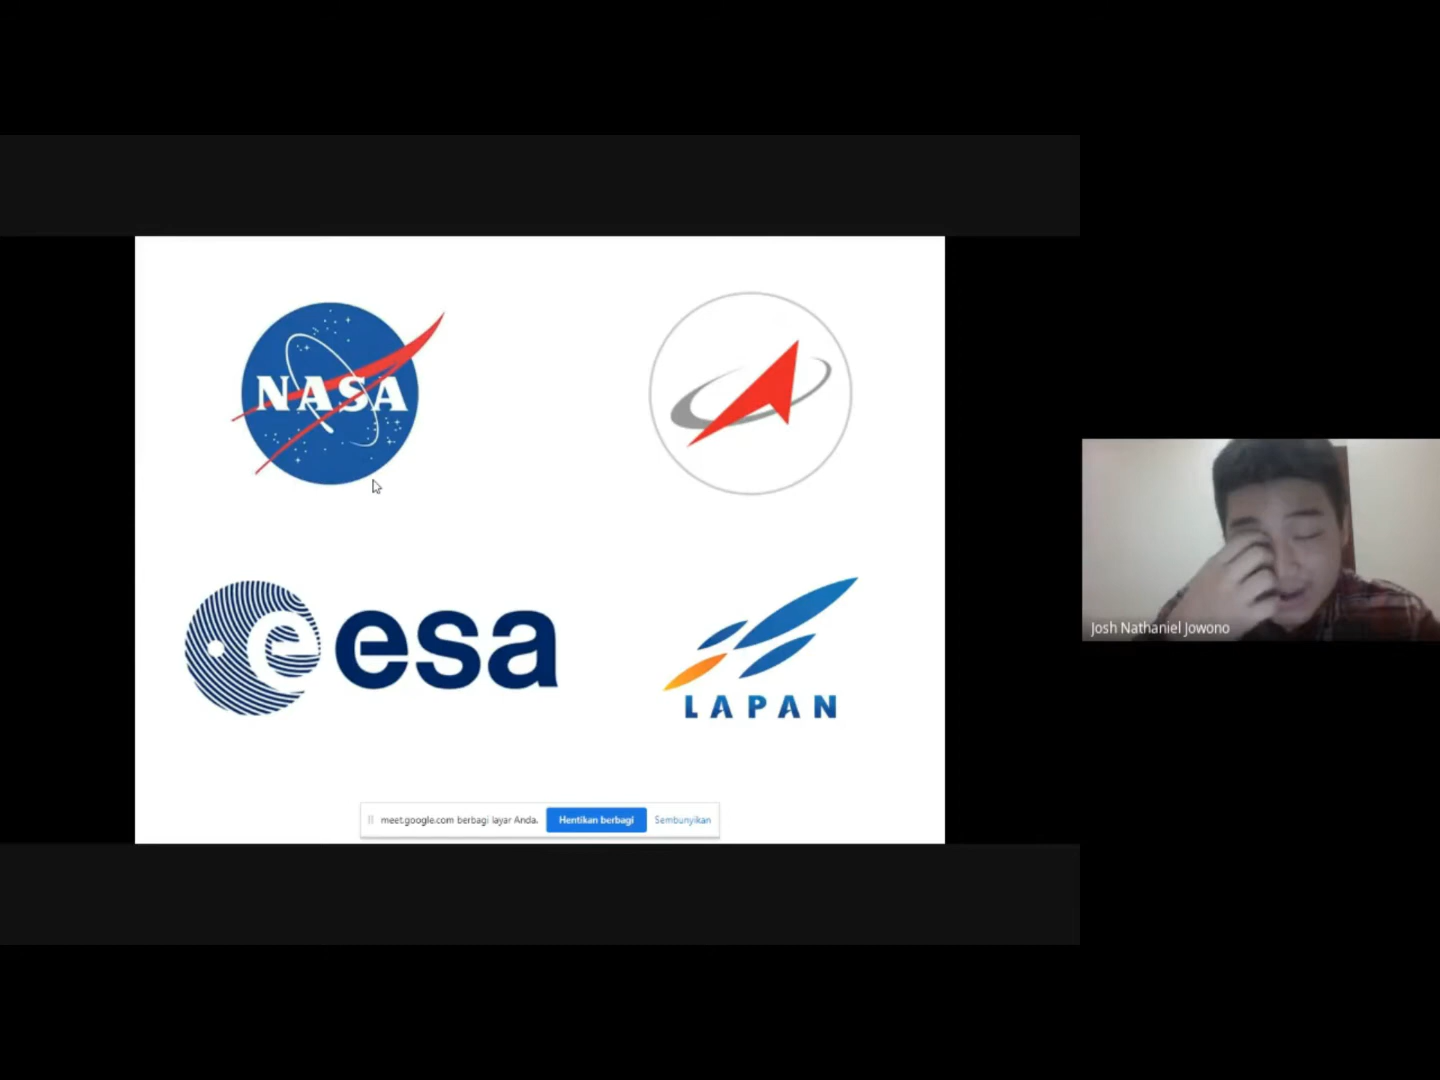 NASA
esa
LAPAN
meet.google.com berbagi layar Anda. Hentikan berbagi Sembunyikan
Josh Nathaniel Jowono